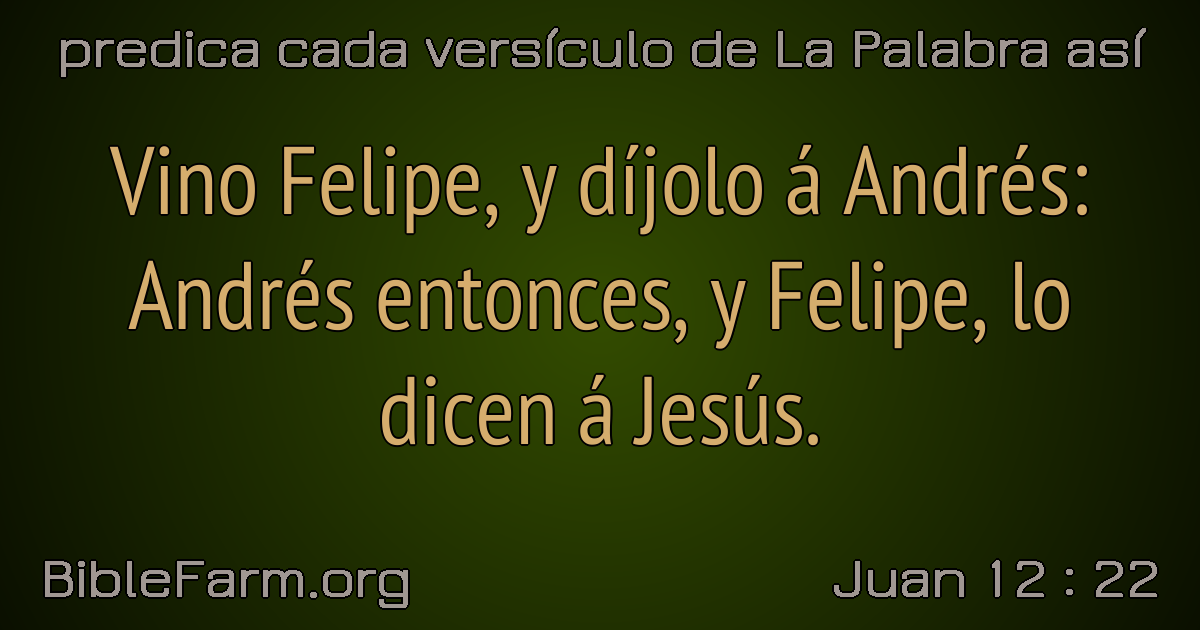 predica cada versículo de La Palabra así
Vino Felipe, y díjolo á Andrés:
Andrés entonces, y Felipe, lo
dicen á Jesús.
BibleFarm.org
Juan 12 : 22